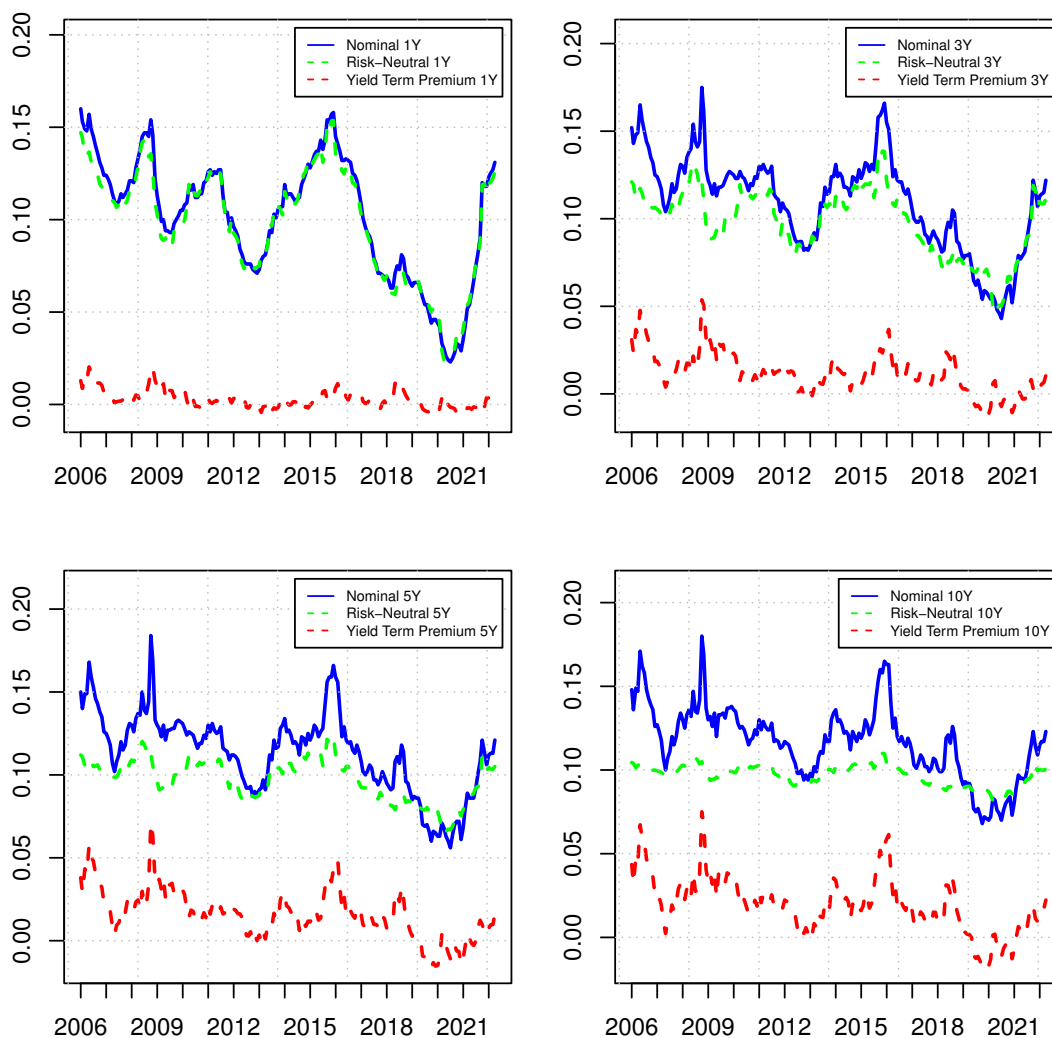 0.20
0.15
0.10
0.05
0.00
Nominal 1Y
Risk−Neutral 1Y
Yield Term Premium 1Y
2006 2009 2012 2015 2018 2021
0.20
0.15
0.10
0.05
0.00
Nominal 3Y
Risk−Neutral 3Y
Yield Term Premium 3Y
2006 2009 2012 2015 2018 2021
0.20
0.15
0.10
0.05
0.00
Nominal 5Y
Risk−Neutral 5Y
Yield Term Premium 5Y
2006 2009 2012 2015 2018 2021
0.20
0.15
0.10
0.05
0.00
Nominal 10Y
Risk−Neutral 10Y
Yield Term Premium 10Y
2006 2009 2012 2015 2018 2021